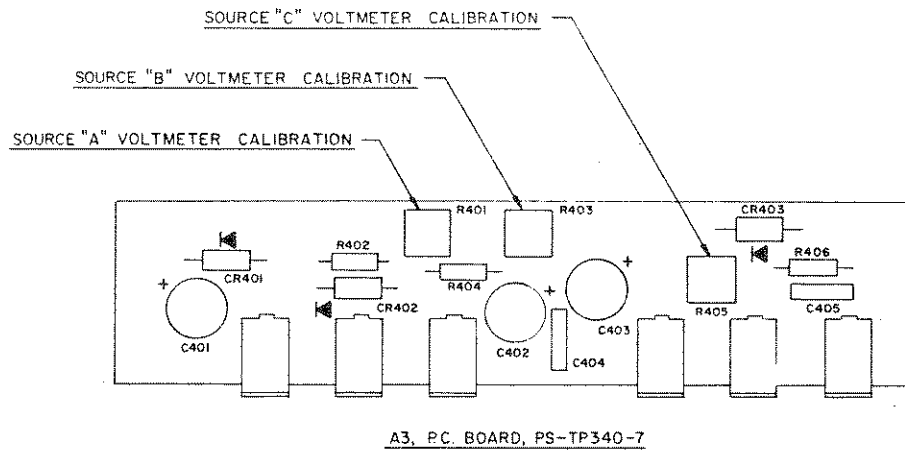 SOURCE "C" VOLTMETER CALIBRATION
SOURCE "B" VOLTMETER CALIBRATION
SOURCE "A" VOLTMETER CALIBRATION
R401
R403
CR403
R402
R404
R406
CR401
CR402
R405
C405
C401
C402
C403
C404
A3, P.C. BOARD, PS-TP340-7